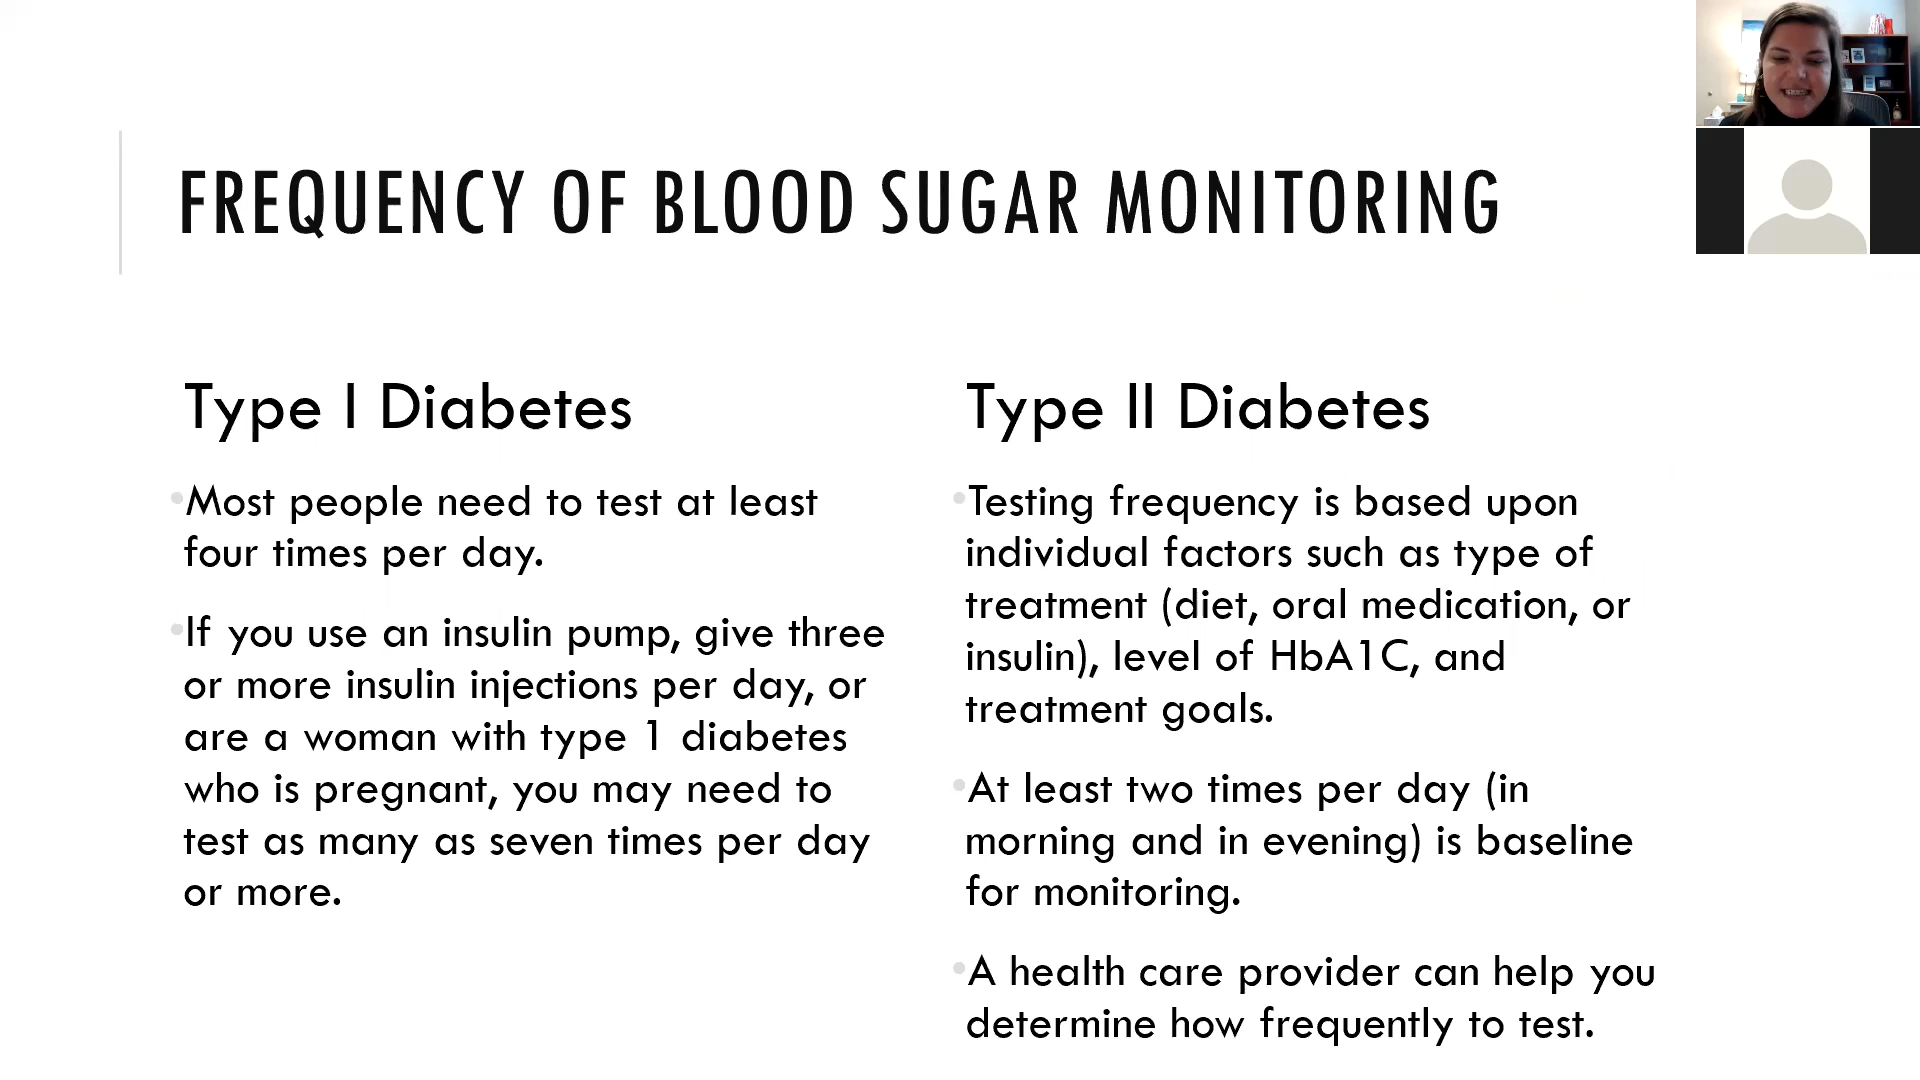 FREQUENCY OF BLOOD SUGAR MONITORING
Type I Diabetes
•Most people need to test at least
four times per day.
•If you use an insulin pump, give three
or more insulin injections per day, or
are a woman with type 1 diabetes
who is pregnant, you may need to
test as many as seven times per day
or more.
Type II Diabetes
•Testing frequency is based upon
individual factors such as type of
treatment (diet, oral medication, or
insulin), level of HbA1C, and
treatment goals.
•At least two times per day (in
morning and in evening) is baseline
for monitoring.
•A health care provider can help you
determine how frequently to test.